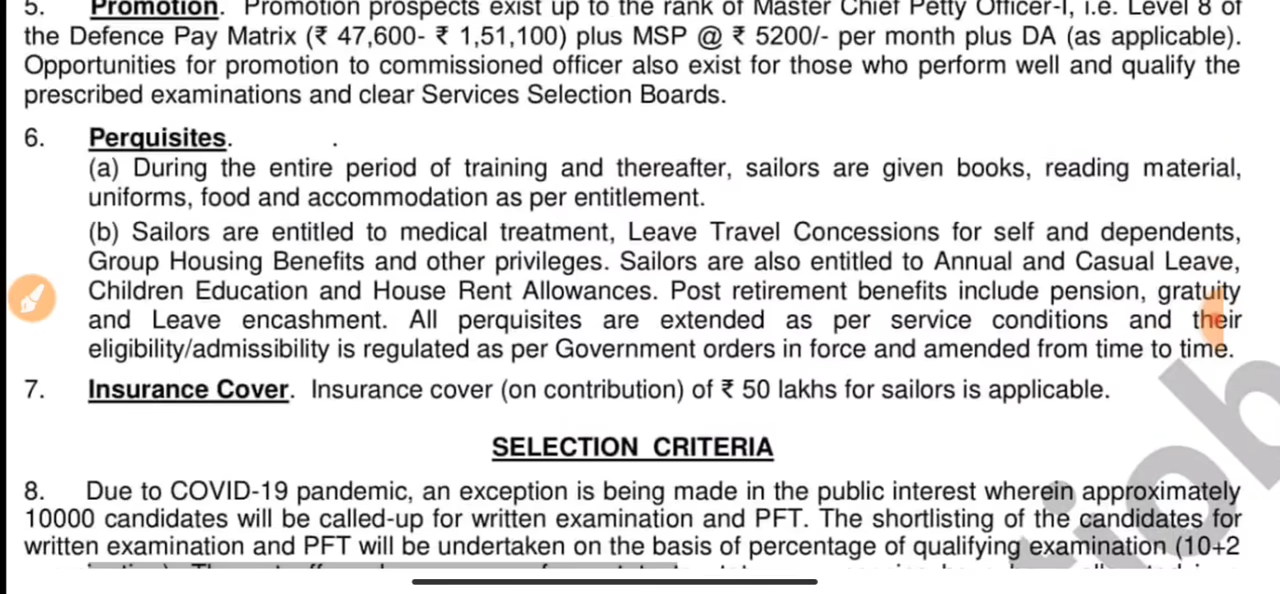 5. Promotion. Promotion prospects exist up to the rank of Master Chief Petty Officer-I, i.e. Level 8 of
the Defence Pay Matrix (₹ 47,600- ₹ 1,51,100) plus MSP @ ₹ 5200/- per month plus DA (as applicable).
Opportunities for promotion to commissioned officer also exist for those who perform well and qualify the
prescribed examinations and clear Services Selection Boards.
6. Perquisites.
(a) During the entire period of training and thereafter, sailors are given books, reading material,
uniforms, food and accommodation as per entitlement.
(b) Sailors are entitled to medical treatment, Leave Travel Concessions for self and dependents,
Group Housing Benefits and other privileges. Sailors are also entitled to Annual and Casual Leave,
Children Education and House Rent Allowances. Post retirement benefits include pension, gratuity
and Leave encashment. All perquisites are extended as per service conditions and their
eligibility/admissibility is regulated as per Government orders in force and amended from time to time.
7. Insurance Cover. Insurance cover (on contribution) of ₹ 50 lakhs for sailors is applicable.
SELECTION CRITERIA
8. Due to COVID-19 pandemic, an exception is being made in the public interest wherein approximately
10000 candidates will be called-up for written examination and PFT. The shortlisting of the candidates for
written examination and PFT will be undertaken on the basis of percentage of qualifying examination (10+2